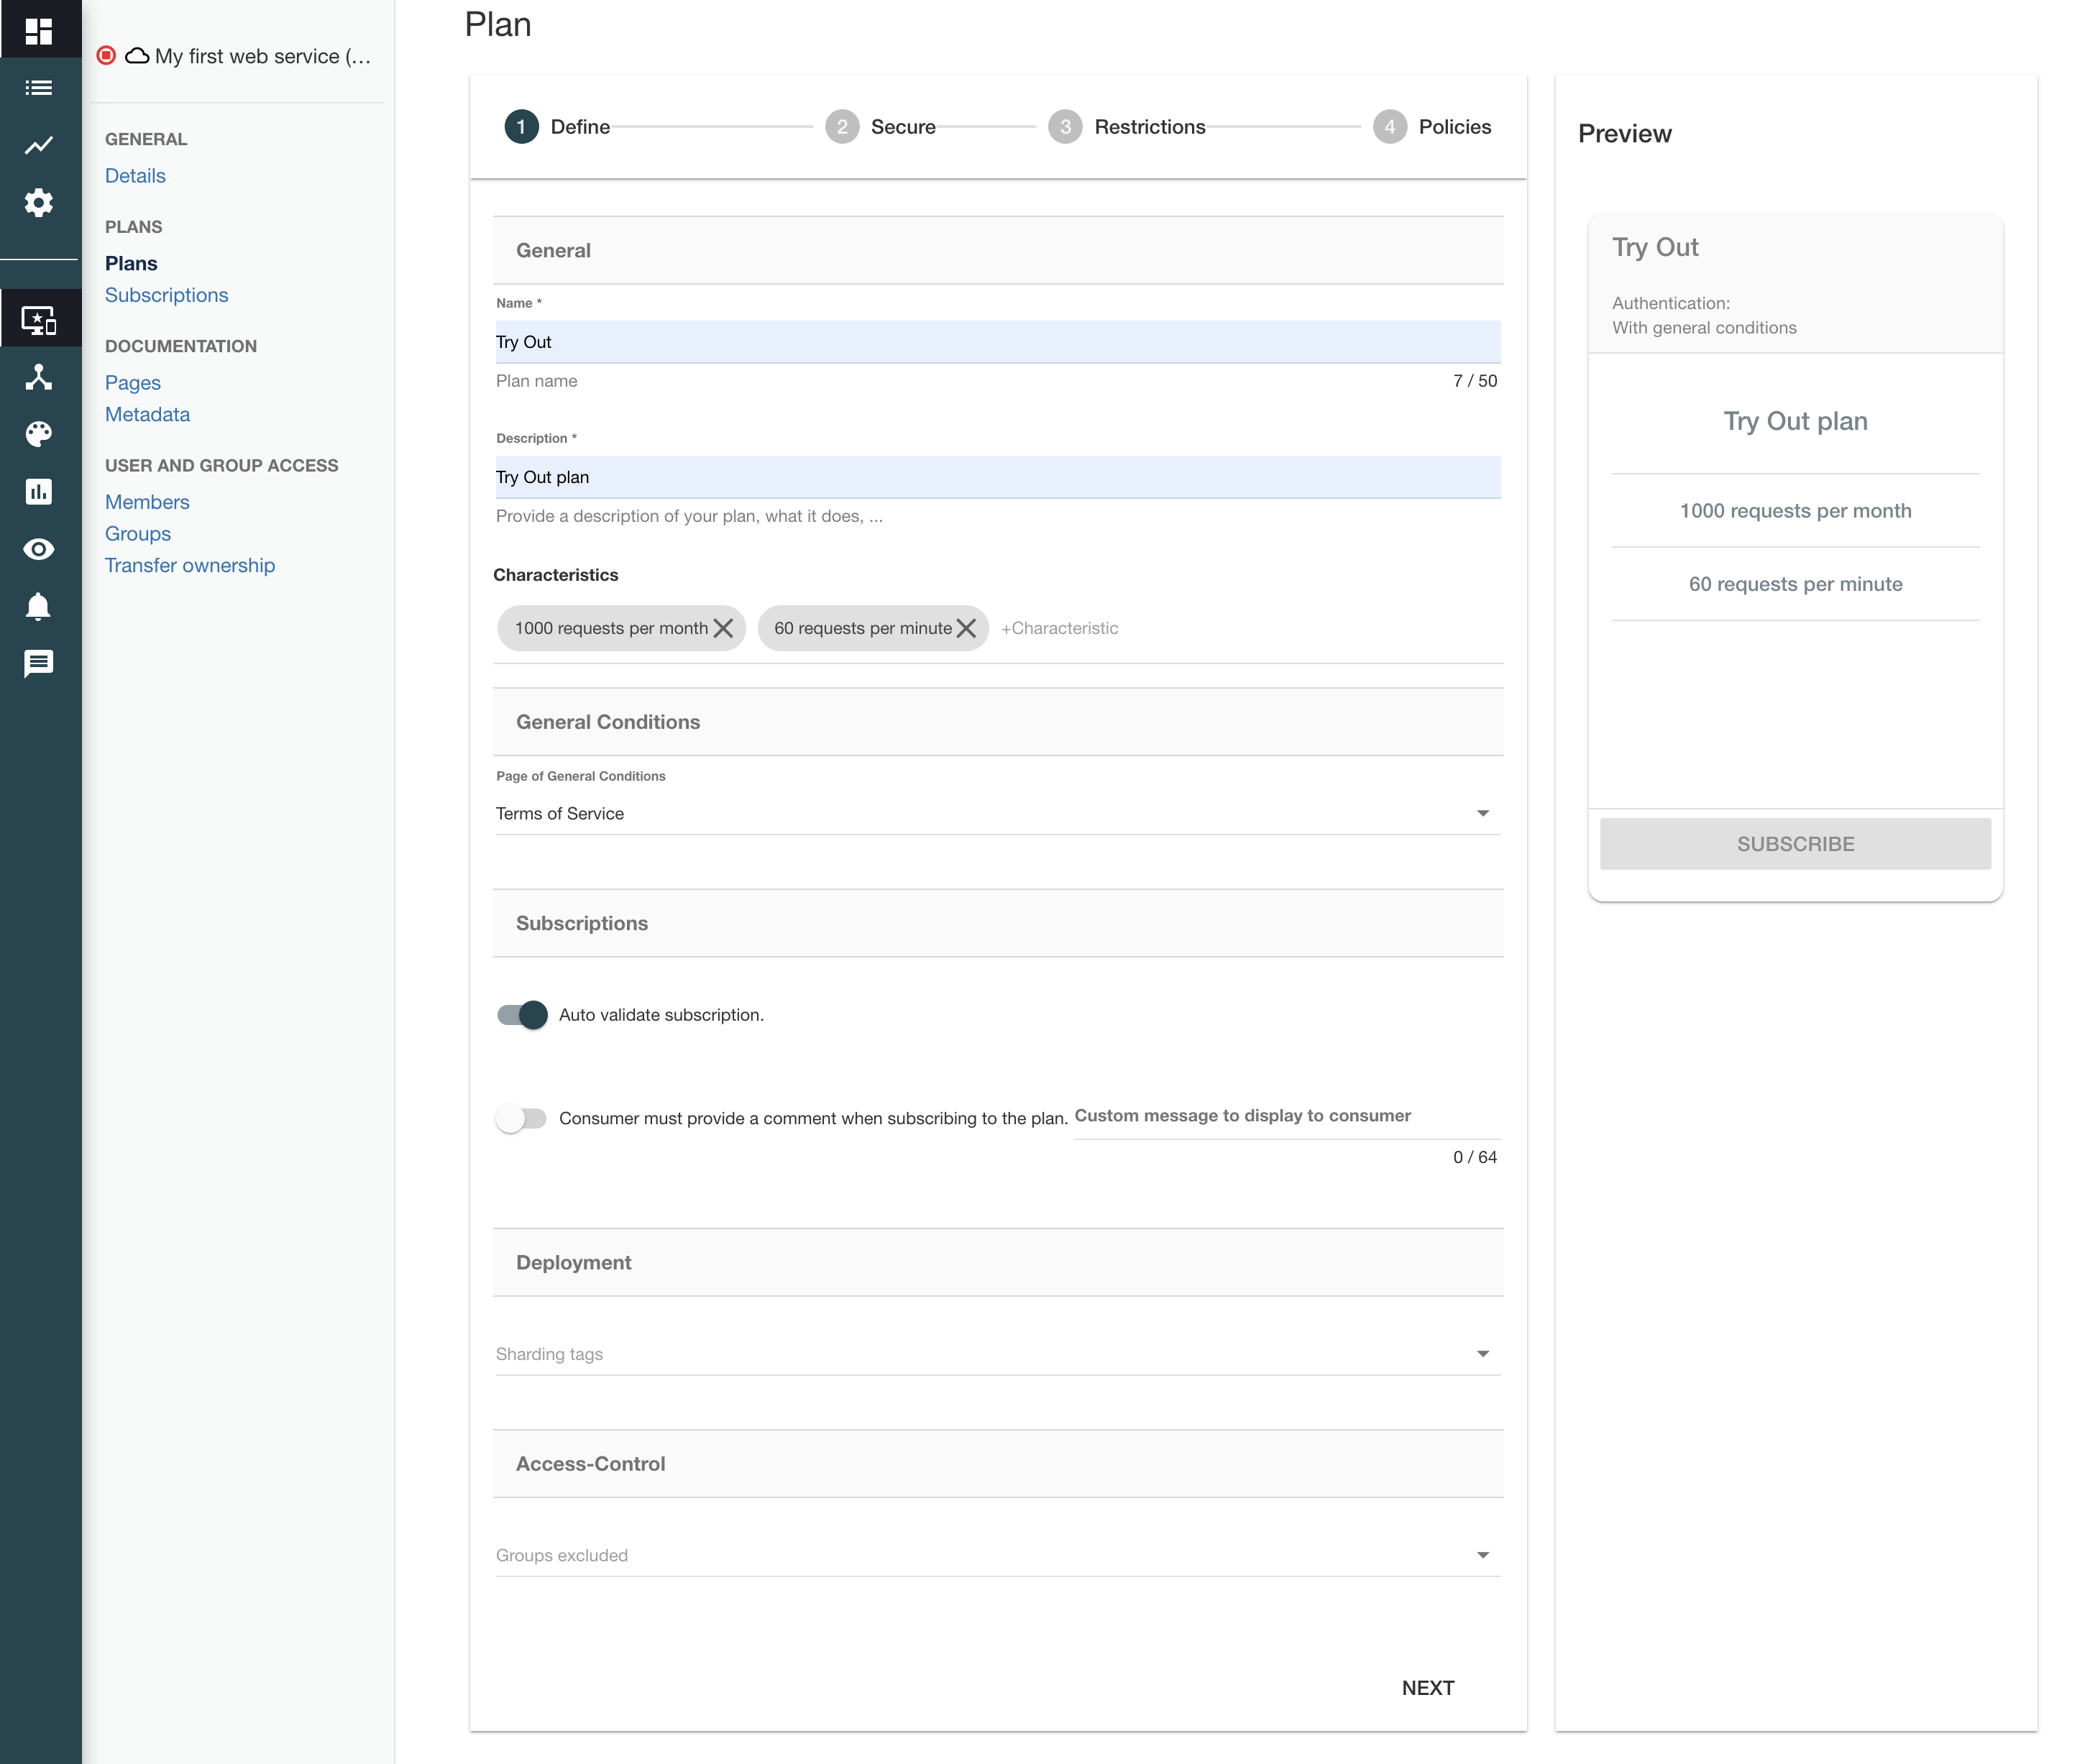 Plan
My first web service (...
GENERAL
Details
PLANS
Plans
Subscriptions
DOCUMENTATION
Pages
Metadata
USER AND GROUP ACCESS
Members
Groups
Transfer ownership
1 Define 2 Secure 3 Restrictions 4 Policies
General
Name *
Try Out
Plan name 7 / 50
Description *
Try Out plan
Provide a description of your plan, what it does, ...
Characteristics
1000 requests per month 60 requests per minute +Characteristic
General Conditions
Page of General Conditions
Terms of Service
Subscriptions
Auto validate subscription.
Consumer must provide a comment when subscribing to the plan. Custom message to display to consumer
0 / 64
Deployment
Sharding tags
Access-Control
Groups excluded
NEXT
Preview
Try Out
Authentication:
With general conditions
Try Out plan
1000 requests per month
60 requests per minute
SUBSCRIBE